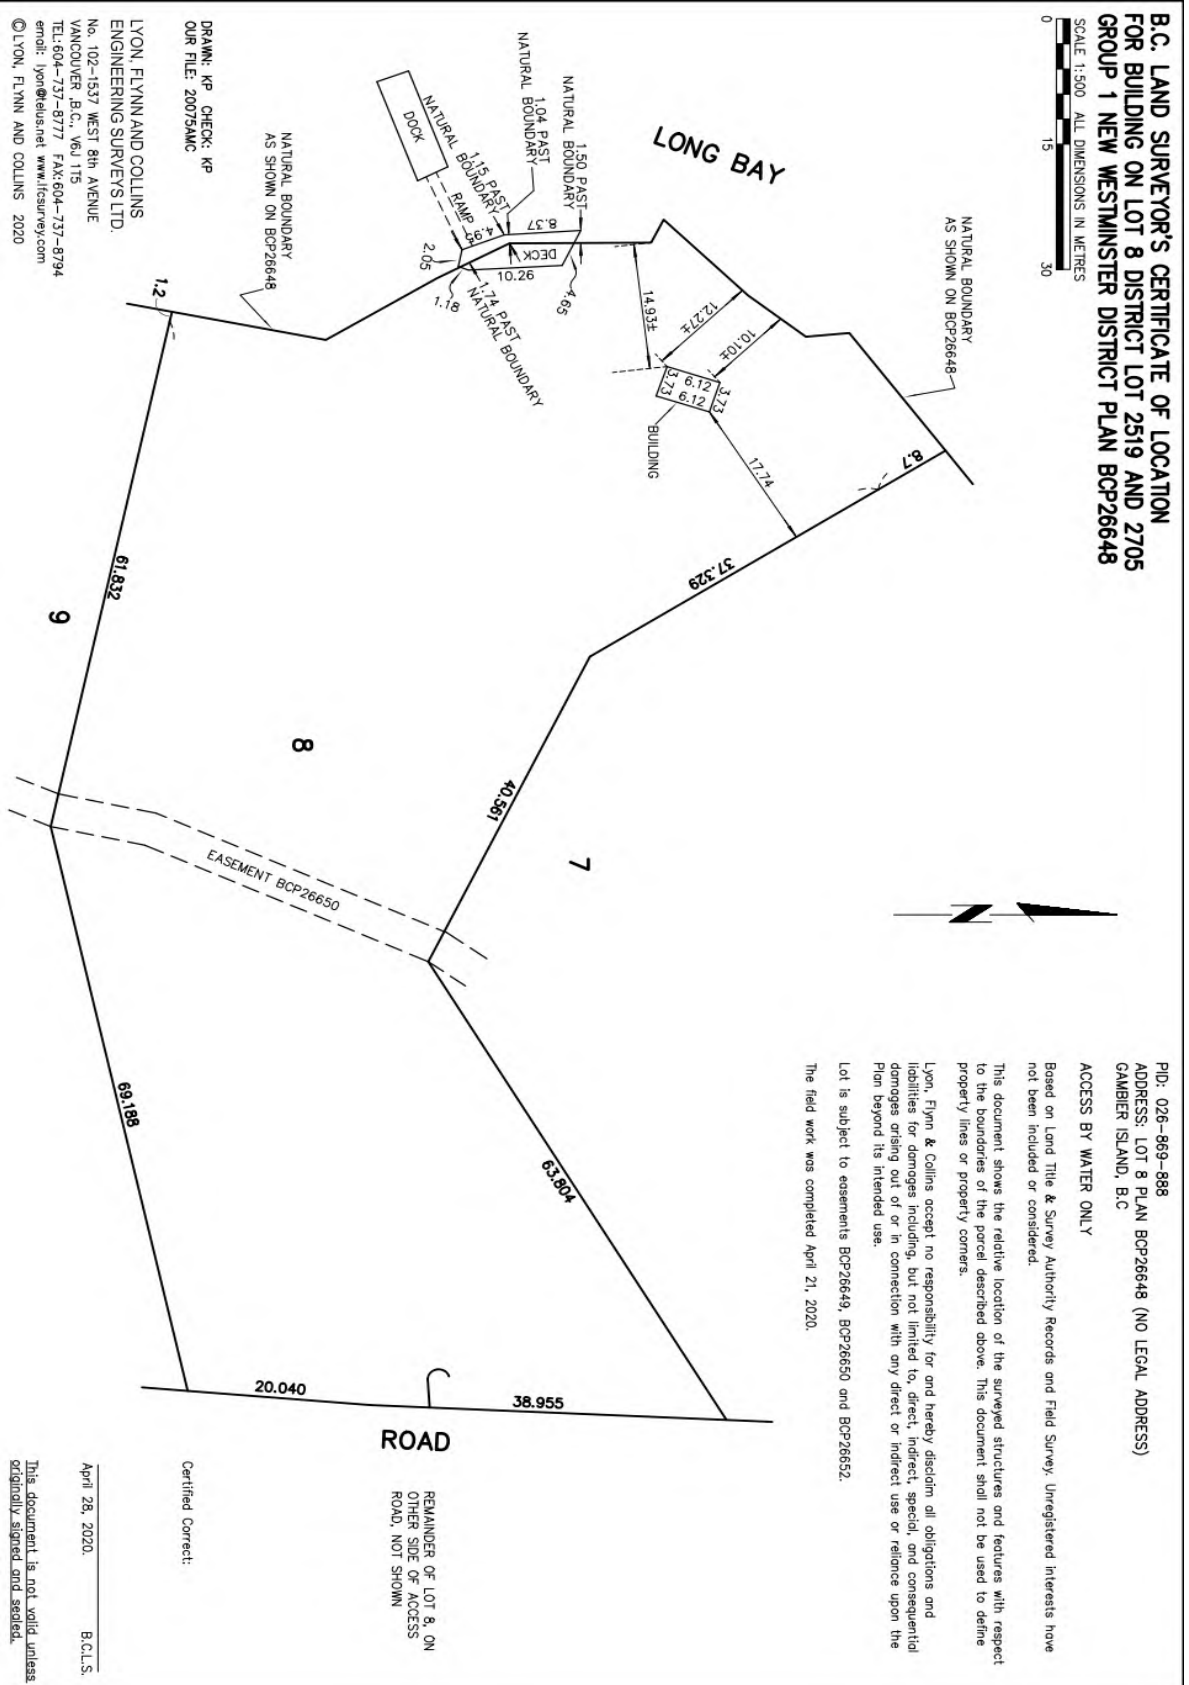 B.C. LAND SURVEYOR'S CERTIFICATE OF LOCATION
FOR BUILDING ON LOT 8 DISTRICT LOT 2519 AND 2705
GROUP 1 NEW WESTMINSTER DISTRICT PLAN BCP26648
SCALE 1:500 ALL DIMENSIONS IN METRES
0 15 30
PID: 026-869-888
ADDRESS: LOT 8 PLAN BCP26648 (NO LEGAL ADDRESS)
GAMBIER ISLAND, B.C
ACCESS BY WATER ONLY
Based on Land Title & Survey Authority Records and Field Survey. Unregistered interests have
not been included or considered.
This document shows the relative location of the surveyed structures and features with respect
to the boundaries of the parcel described above. This document shall not be used to define
property lines or property corners.
Lyon, Flynn & Collins accept no responsibility for and hereby disclaim all obligations and
liabilities for damages including, but not limited to, direct, indirect, special, and consequential
damages arising out of or in connection with any direct or indirect use or reliance upon the
Plan beyond its intended use.
Lot is subject to easements BCP26649, BCP26650 and BCP26652.
The field work was completed April 21, 2020.
NATURAL BOUNDARY
AS SHOWN ON BCP26648
LONG BAY
8.7
37.329
17.74
10.10±
12.27±
14.93±
3.73
6.12
6.12
3.73
BUILDING
1.50 PAST
NATURAL BOUNDARY
1.04 PAST
NATURAL BOUNDARY
1.15 PAST
NATURAL BOUNDARY
DOCK
RAMP
4.95
8.37
DECK
10.26
4.65
2.05
1.18
1.74 PAST
NATURAL BOUNDARY
NATURAL BOUNDARY
AS SHOWN ON BCP26648
1.2
61.832
9
8
7
40.561
EASEMENT BCP26650
69.188
63.804
20.040
38.955
ROAD
REMAINDER OF LOT 8, ON
OTHER SIDE OF ACCESS
ROAD, NOT SHOWN
DRAWN: KP CHECK: KP
OUR FILE: 20075AMC
LYON, FLYNN AND COLLINS
ENGINEERING SURVEYS LTD.
No. 102-1537 WEST 8th AVENUE
VANCOUVER ,B.C., V6J 1T5
TEL:604-737-8777 FAX:604-737-8794
email: lyon@telus.net www.lfcsurvey.com
© LYON, FLYNN AND COLLINS 2020
Certified Correct:
April 28, 2020. B.C.L.S.
This document is not valid unless
originally signed and sealed.